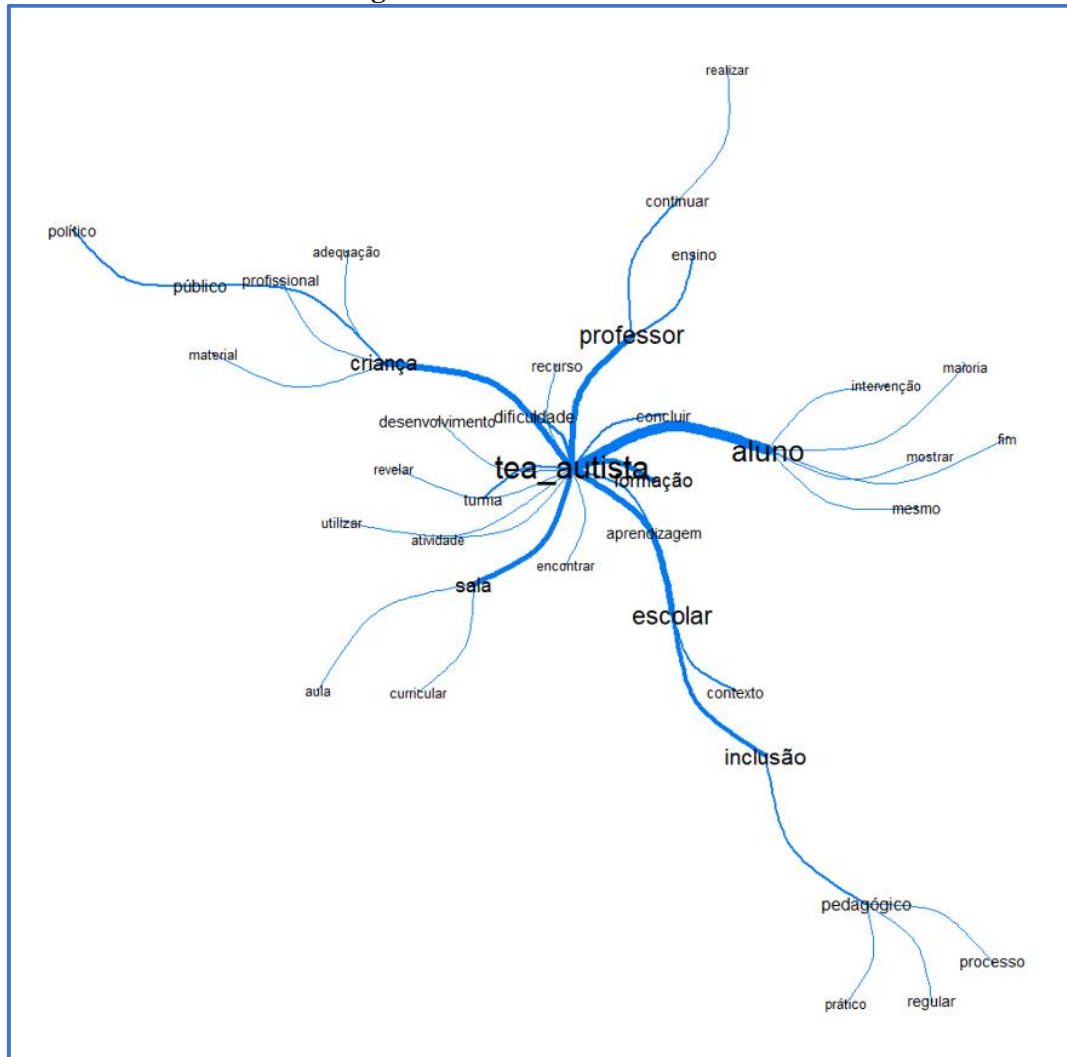 realizar
continuar
político
adequação
ensino
público
profissional
professor
material
criança
recurso
maioria
intervenção
desenvolvimento
dificuldade
concluir
fim
aluno
mostrar
tea_autista
revelar
formação
turma
mesmo
utilizar
atividade
aprendizagem
encontrar
sala
escolar
aula
curricular
contexto
inclusão
pedagógico
processo
prático
regular